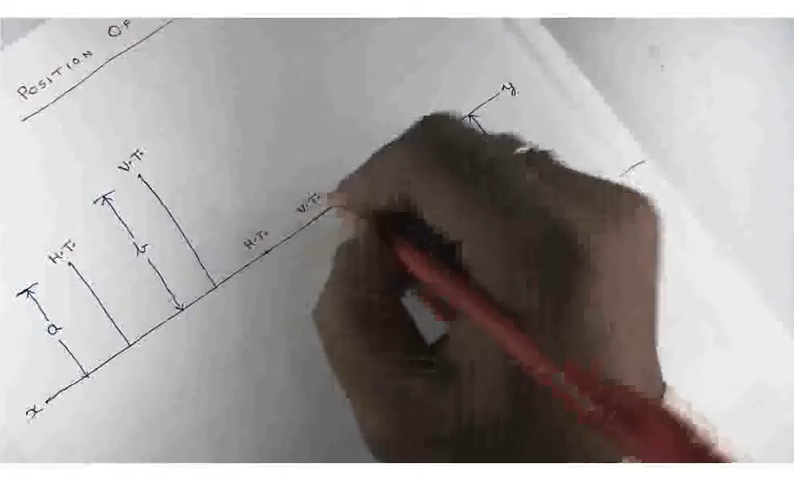 POSITION OF
y
V.T.
H.T.
b
a
H.T.
V.T.
x